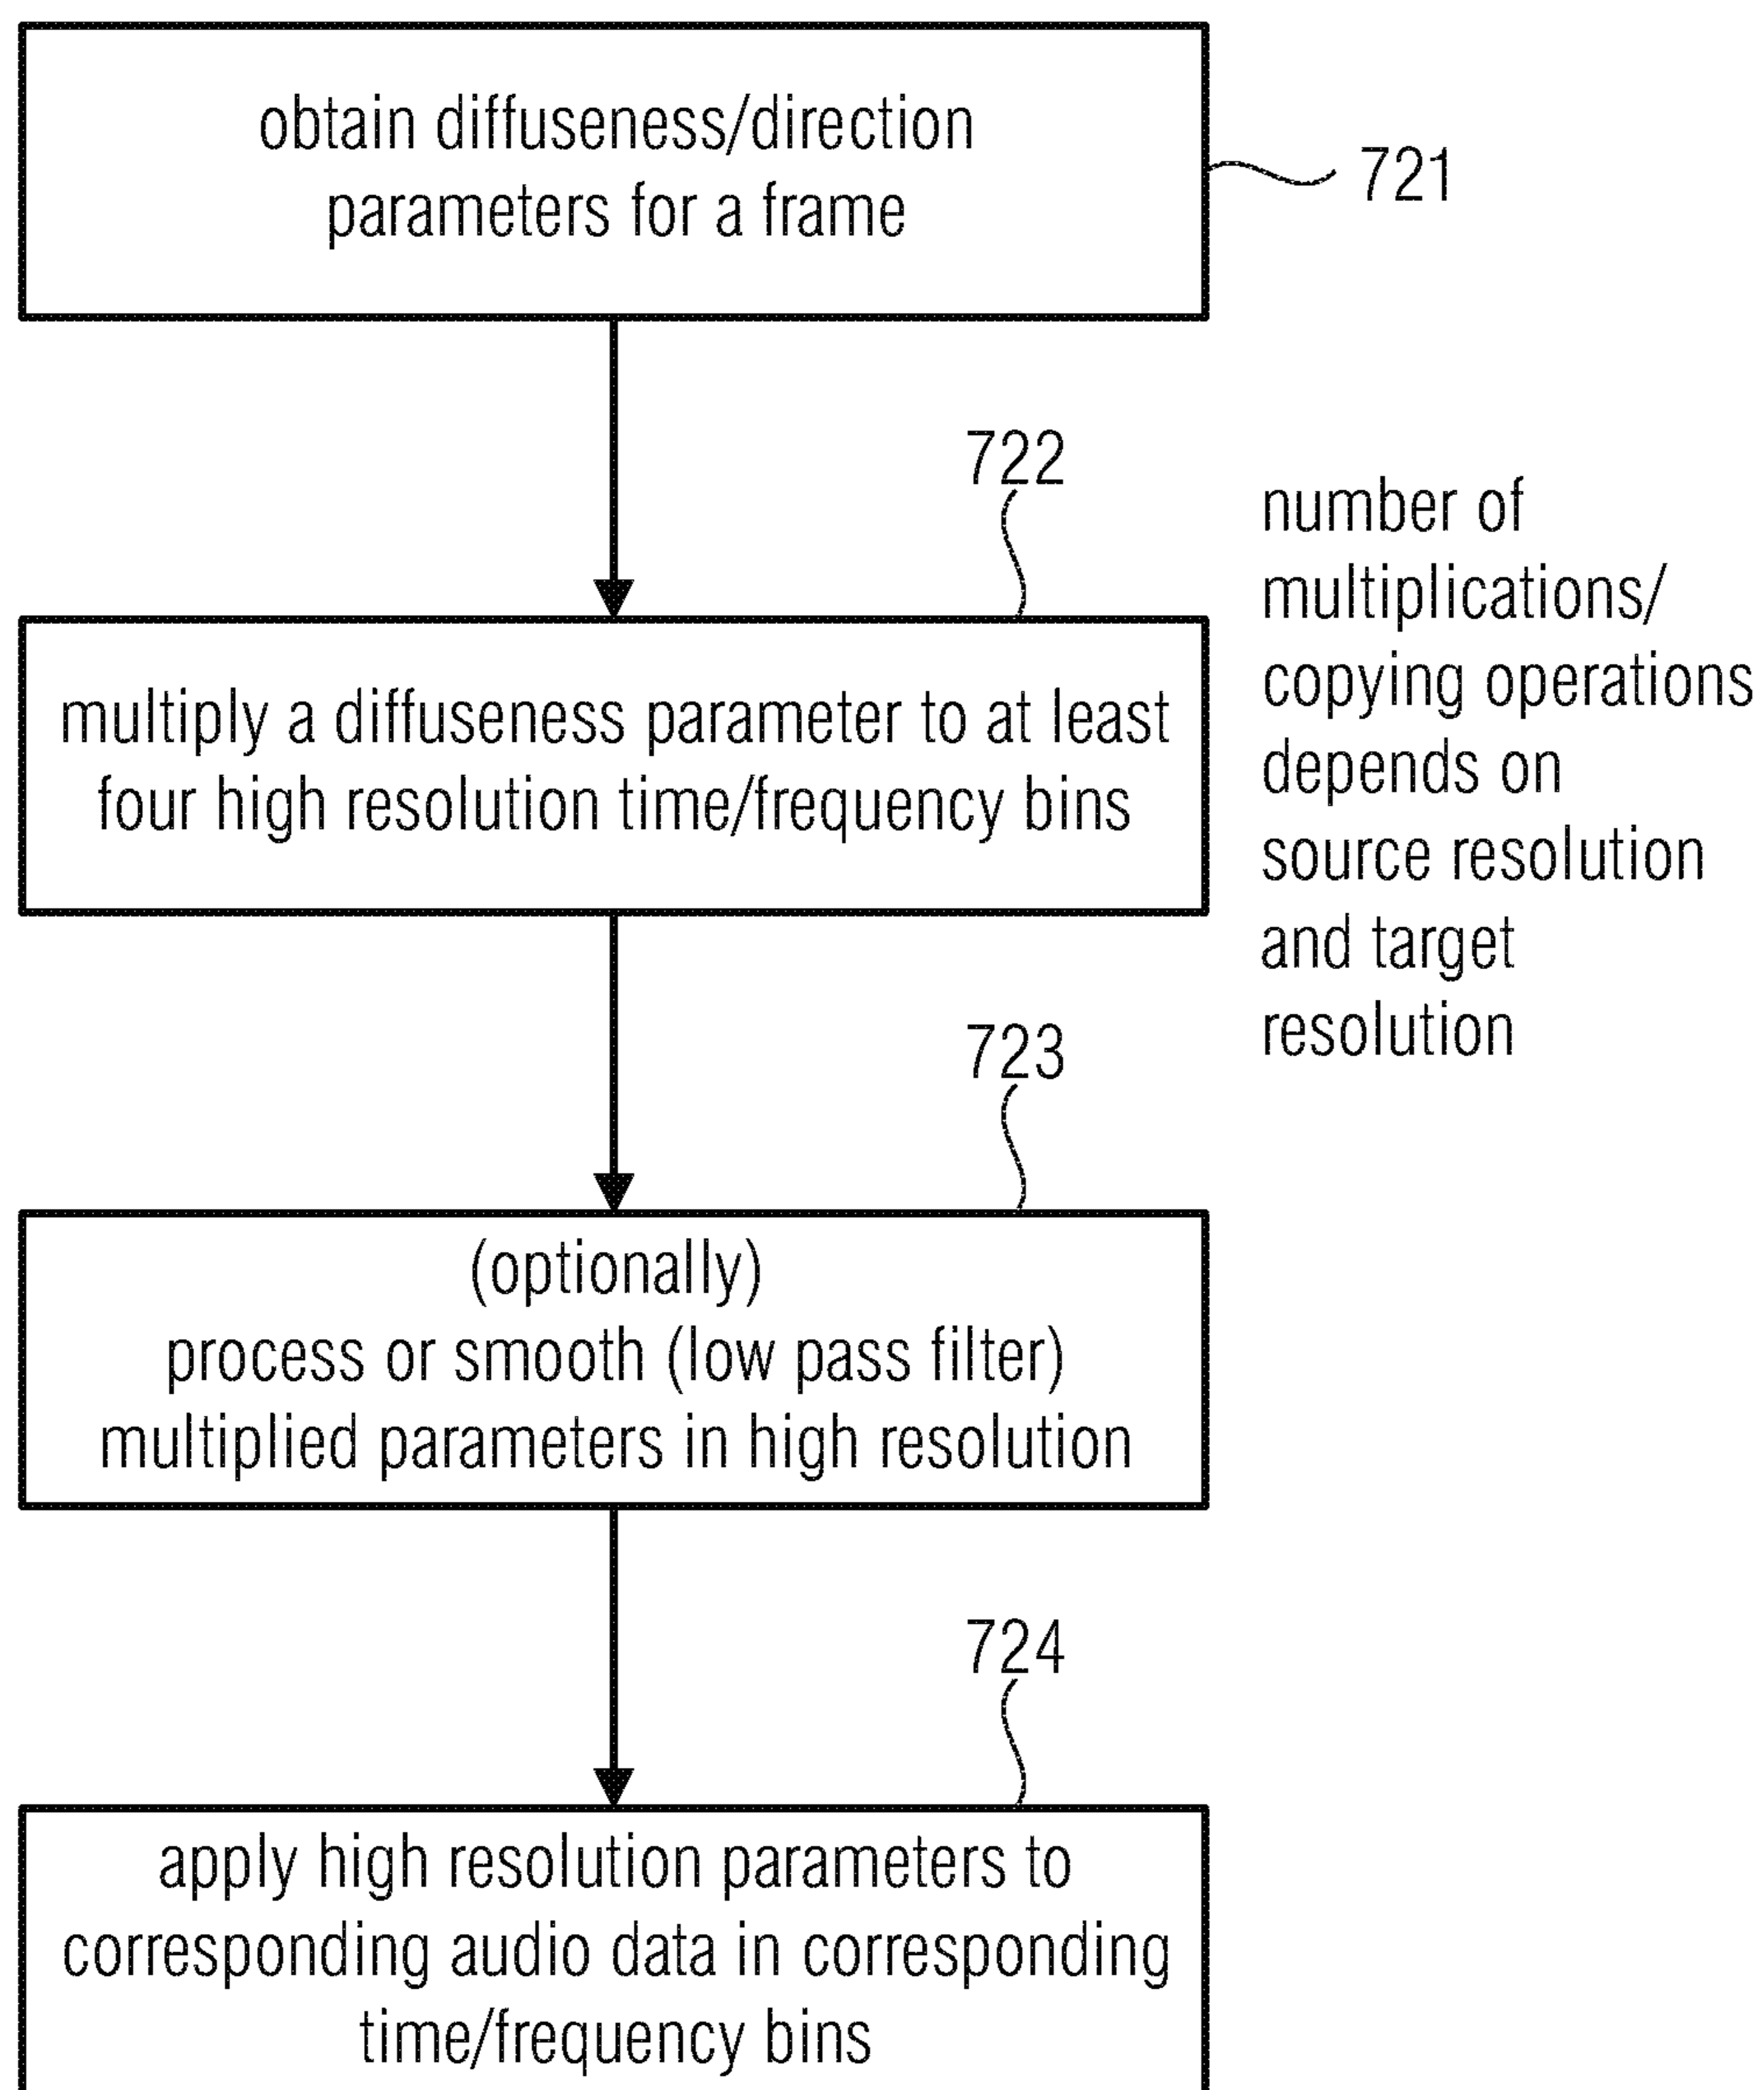 obtain diffuseness/direction
parameters for a frame
721
722
multiply a diffuseness parameter to at least
four high resolution time/frequency bins
number of
multiplications/
copying operations
depends on
source resolution
and target
resolution
723
(optionally)
process or smooth (low pass filter)
multiplied parameters in high resolution
724
apply high resolution parameters to
corresponding audio data in corresponding
time/frequency bins